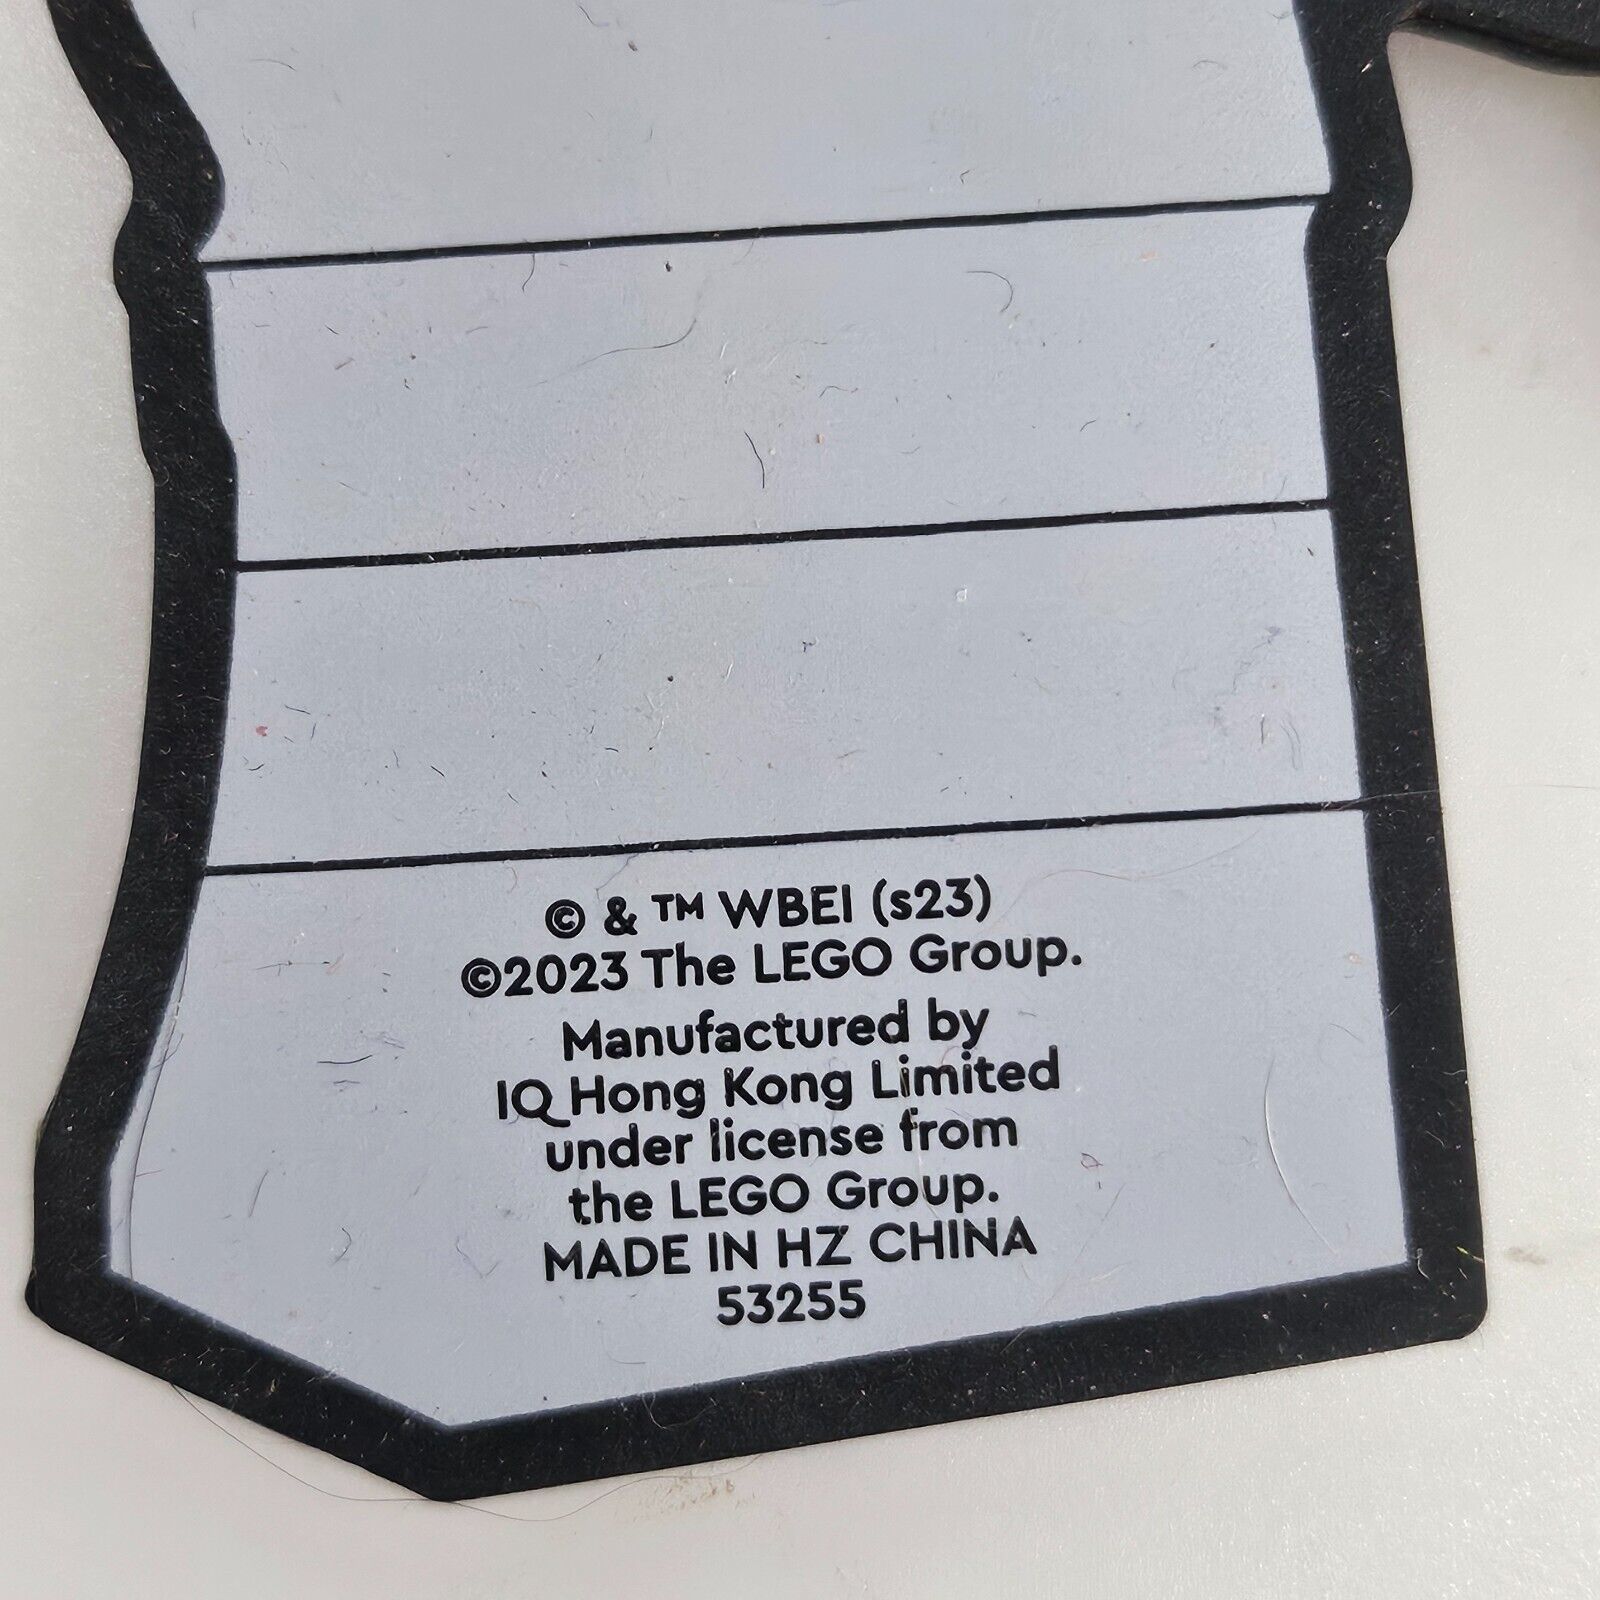 © & ™ WBEI (s23)
©2023 The LEGO Group.
Manufactured by
IQ Hong Kong Limited
under license from
the LEGO Group.
MADE IN HZ CHINA
53255